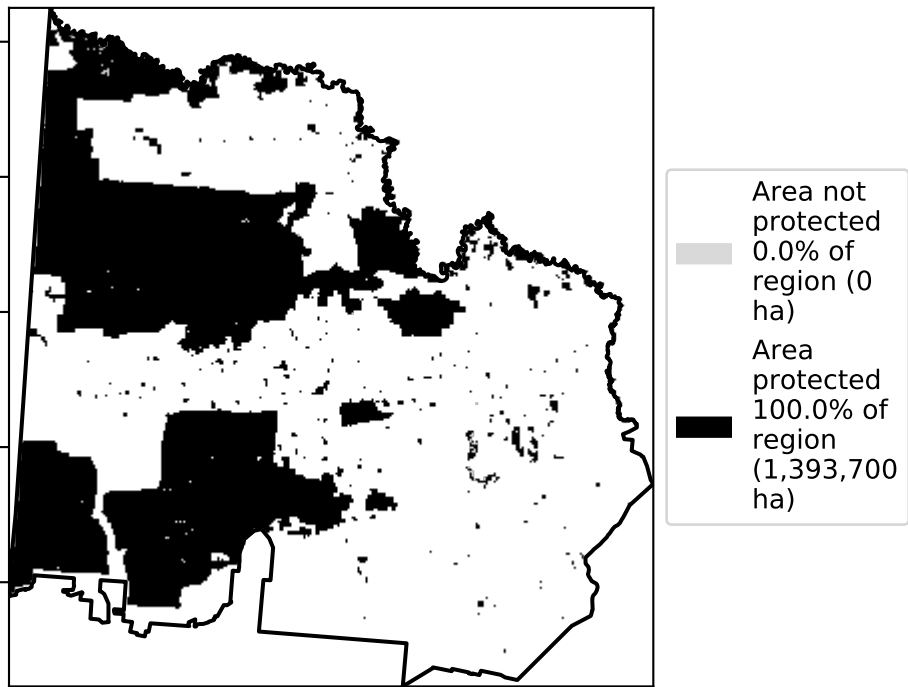 Area not
protected
0.0% of
region (0
ha)
Area
protected
100.0% of
region
(1,393,700
ha)